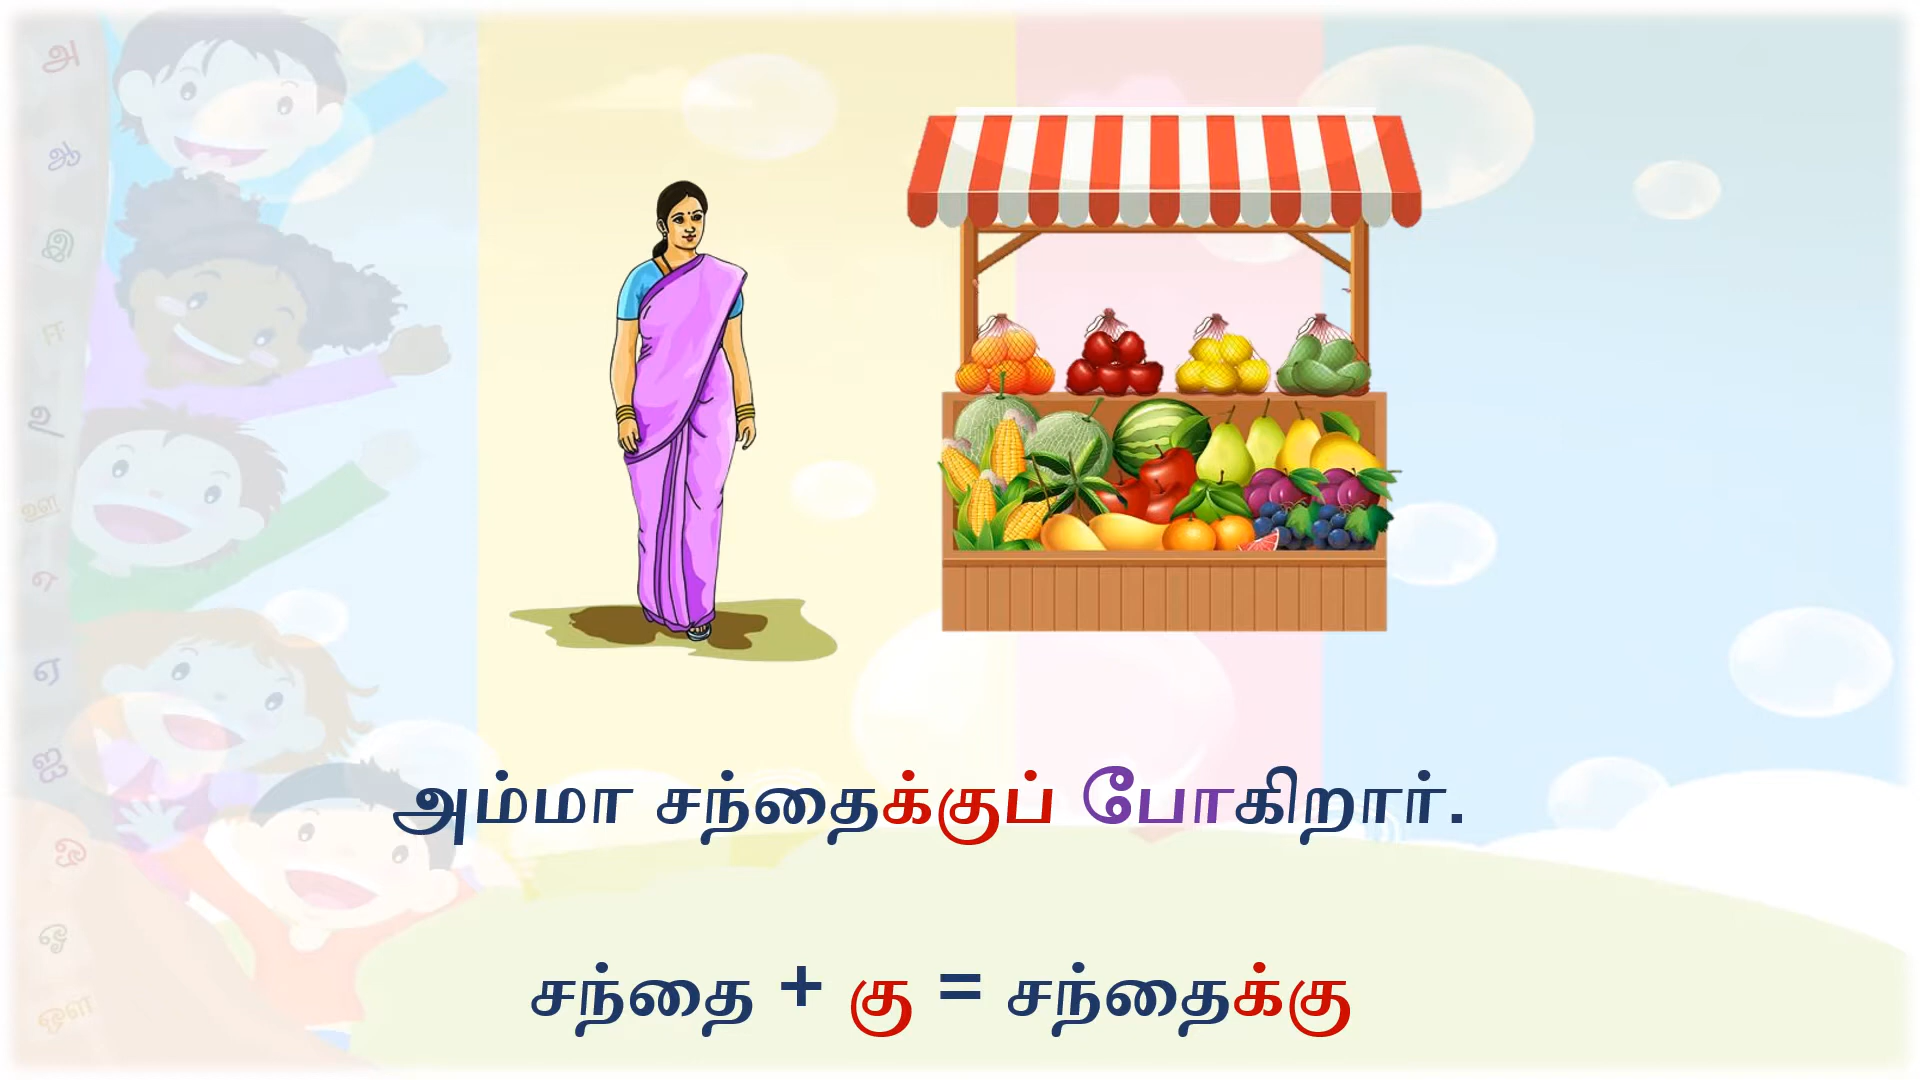 அ
ஆ
இ
ஈ
உ
ஊ
எ
ஏ
ஐ
ஒ
ஓ
ஔ
அம்மா சந்தைக்குப் போகிறார்.
சந்தை + கு = சந்தைக்கு